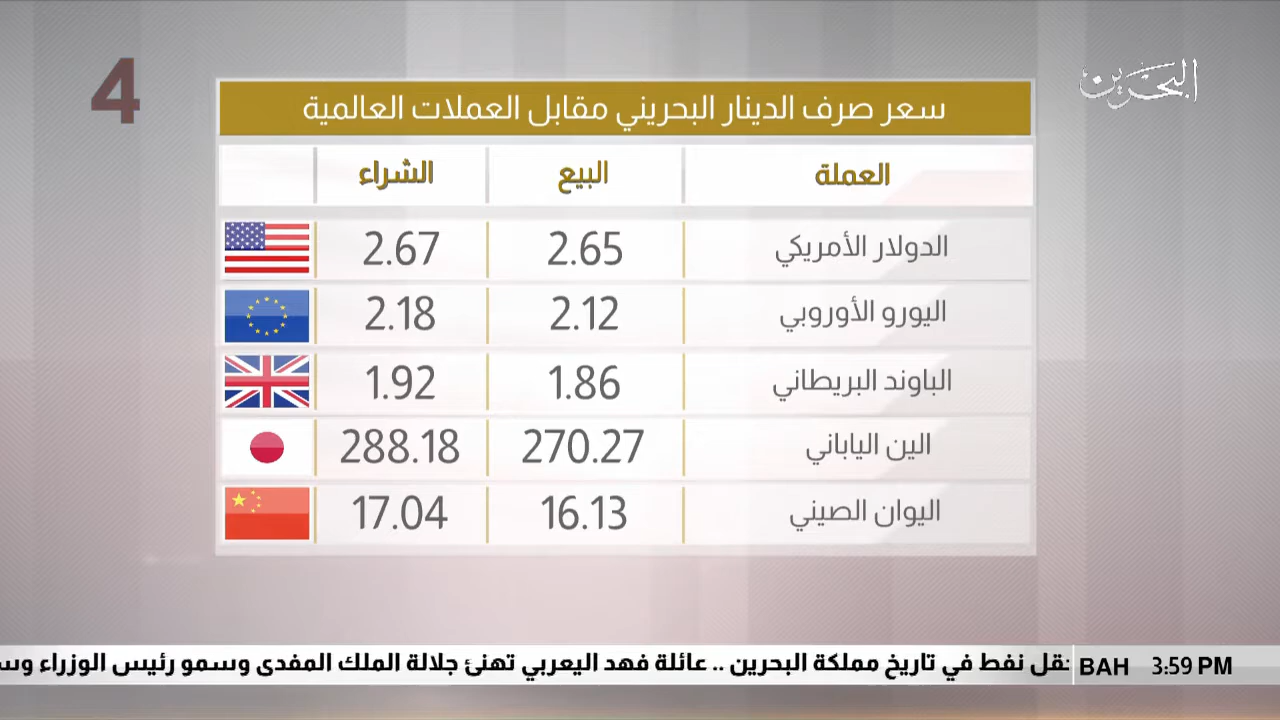 4
البحرين
سعر صرف الدينار البحريني مقابل العملات العالمية
العملة البيع الشراء
الدولار الأمريكي 2.65 2.67
اليورو الأوروبي 2.12 2.18
الباوند البريطاني 1.86 1.92
الين الياباني 270.27 288.18
اليوان الصيني 16.13 17.04
نفط في تاريخ مملكة البحرين .. عائلة فهد اليعربي تهنئ جلالة الملك المفدى وسمو رئيس الوزراء
BAH 3:59 PM